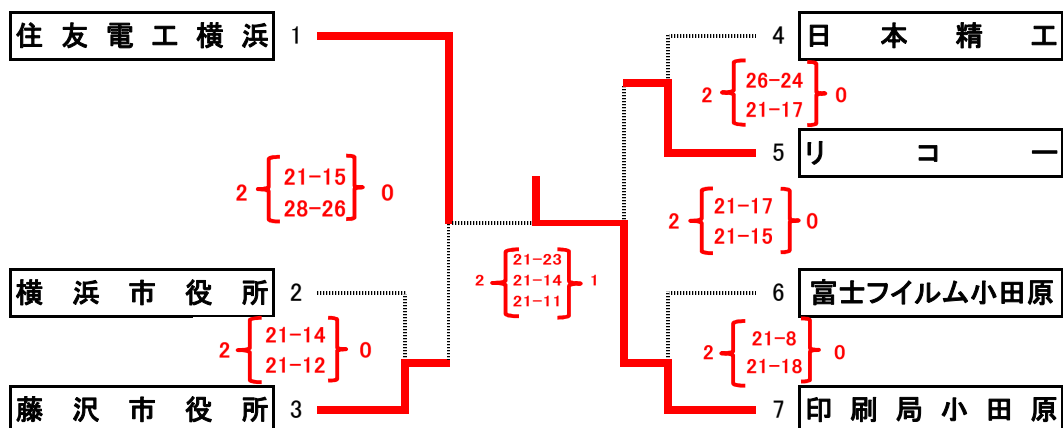 住友電工横浜 1
2 21-15 0
28-26
横浜市役所 2
2 21-14 0
21-12
藤沢市役所 3
21-23
2 21-14 1
21-11
4 日本精工
2 26-24 0
21-17
5 リコー
2 21-17 0
21-15
6 富士フイルム小田原
2 21-8 0
21-18
7 印刷局小田原